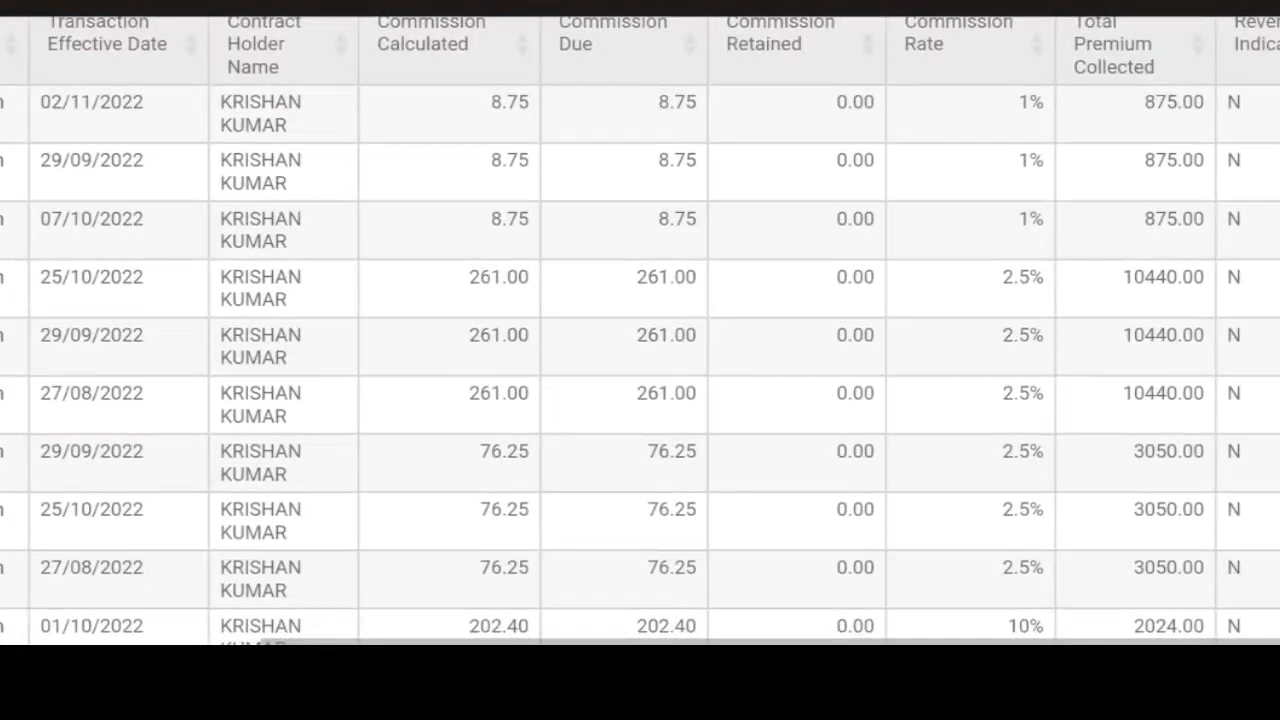 Transaction Effective Date Contract Holder Name Commission Calculated Commission Due Commission Retained Commission Rate Total Premium Collected
02/11/2022 KRISHAN KUMAR 8.75 8.75 0.00 1% 875.00 N
29/09/2022 KRISHAN KUMAR 8.75 8.75 0.00 1% 875.00 N
07/10/2022 KRISHAN KUMAR 8.75 8.75 0.00 1% 875.00 N
25/10/2022 KRISHAN KUMAR 261.00 261.00 0.00 2.5% 10440.00 N
29/09/2022 KRISHAN KUMAR 261.00 261.00 0.00 2.5% 10440.00 N
27/08/2022 KRISHAN KUMAR 261.00 261.00 0.00 2.5% 10440.00 N
29/09/2022 KRISHAN KUMAR 76.25 76.25 0.00 2.5% 3050.00 N
25/10/2022 KRISHAN KUMAR 76.25 76.25 0.00 2.5% 3050.00 N
27/08/2022 KRISHAN KUMAR 76.25 76.25 0.00 2.5% 3050.00 N
01/10/2022 KRISHAN 202.40 202.40 0.00 10% 2024.00 N